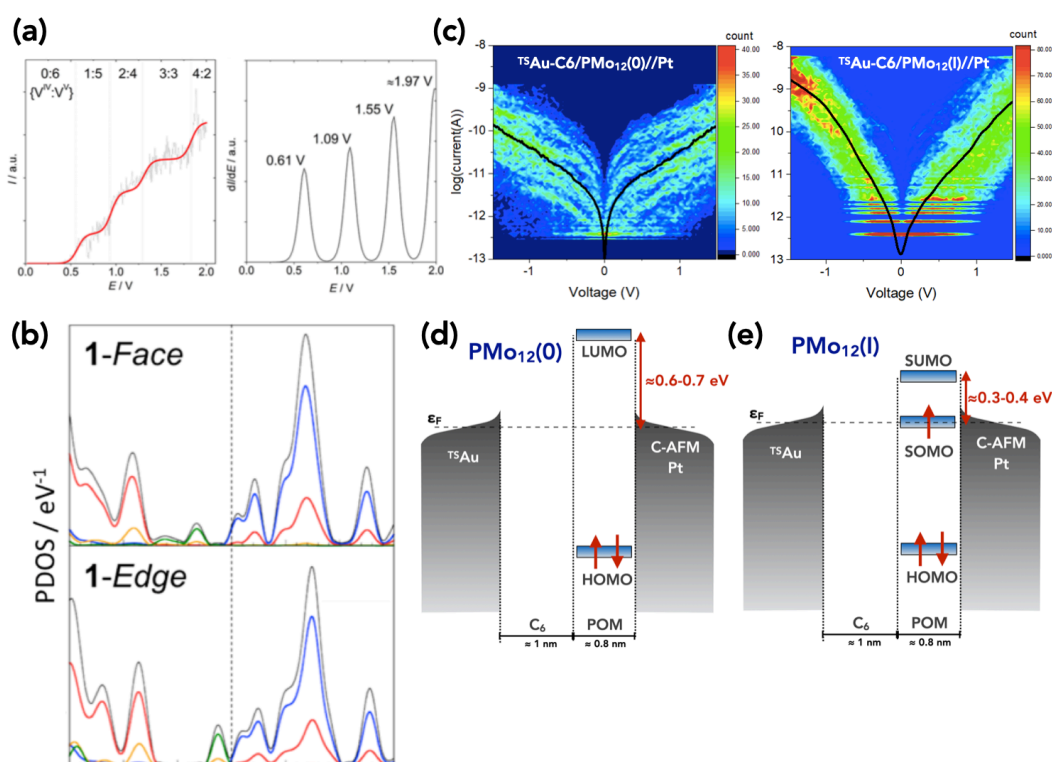 (a)
0:6 1:5 2:4 3:3 4:2
{Vᴵⱽ:Vⱽ}
I / a.u.
0.0 0.5 1.0 1.5 2.0
E / V
dI/dE / a.u.
0.61 V
1.09 V
1.55 V
≈1.97 V
0.0 0.5 1.0 1.5 2.0
E / V
(c)
-8
-9
-10
-11
-12
-13
log(current(A))
ᵀˢAu-C6/PMo₁₂(0)//Pt
-1 0 1
Voltage (V)
count
40.00
35.00
30.00
25.00
20.00
15.00
10.00
5.000
0.000
-8
-9
-10
-11
-12
-13
ᵀˢAu-C6/PMo₁₂(I)//Pt
-1 0 1
Voltage (V)
count
80.00
70.00
60.00
50.00
40.00
30.00
20.00
10.00
0.000
(b)
1-Face
1-Edge
PDOS / eV⁻¹
(d)
PMo₁₂(0)
LUMO
≈0.6-0.7 eV
εF
ᵀˢAu
C-AFM
Pt
HOMO
C₆ POM
≈ 1 nm ≈ 0.8 nm
(e)
PMo₁₂(I)
SUMO
≈0.3-0.4 eV
εF
ᵀˢAu
SOMO
C-AFM
Pt
HOMO
C₆ POM
≈ 1 nm ≈ 0.8 nm